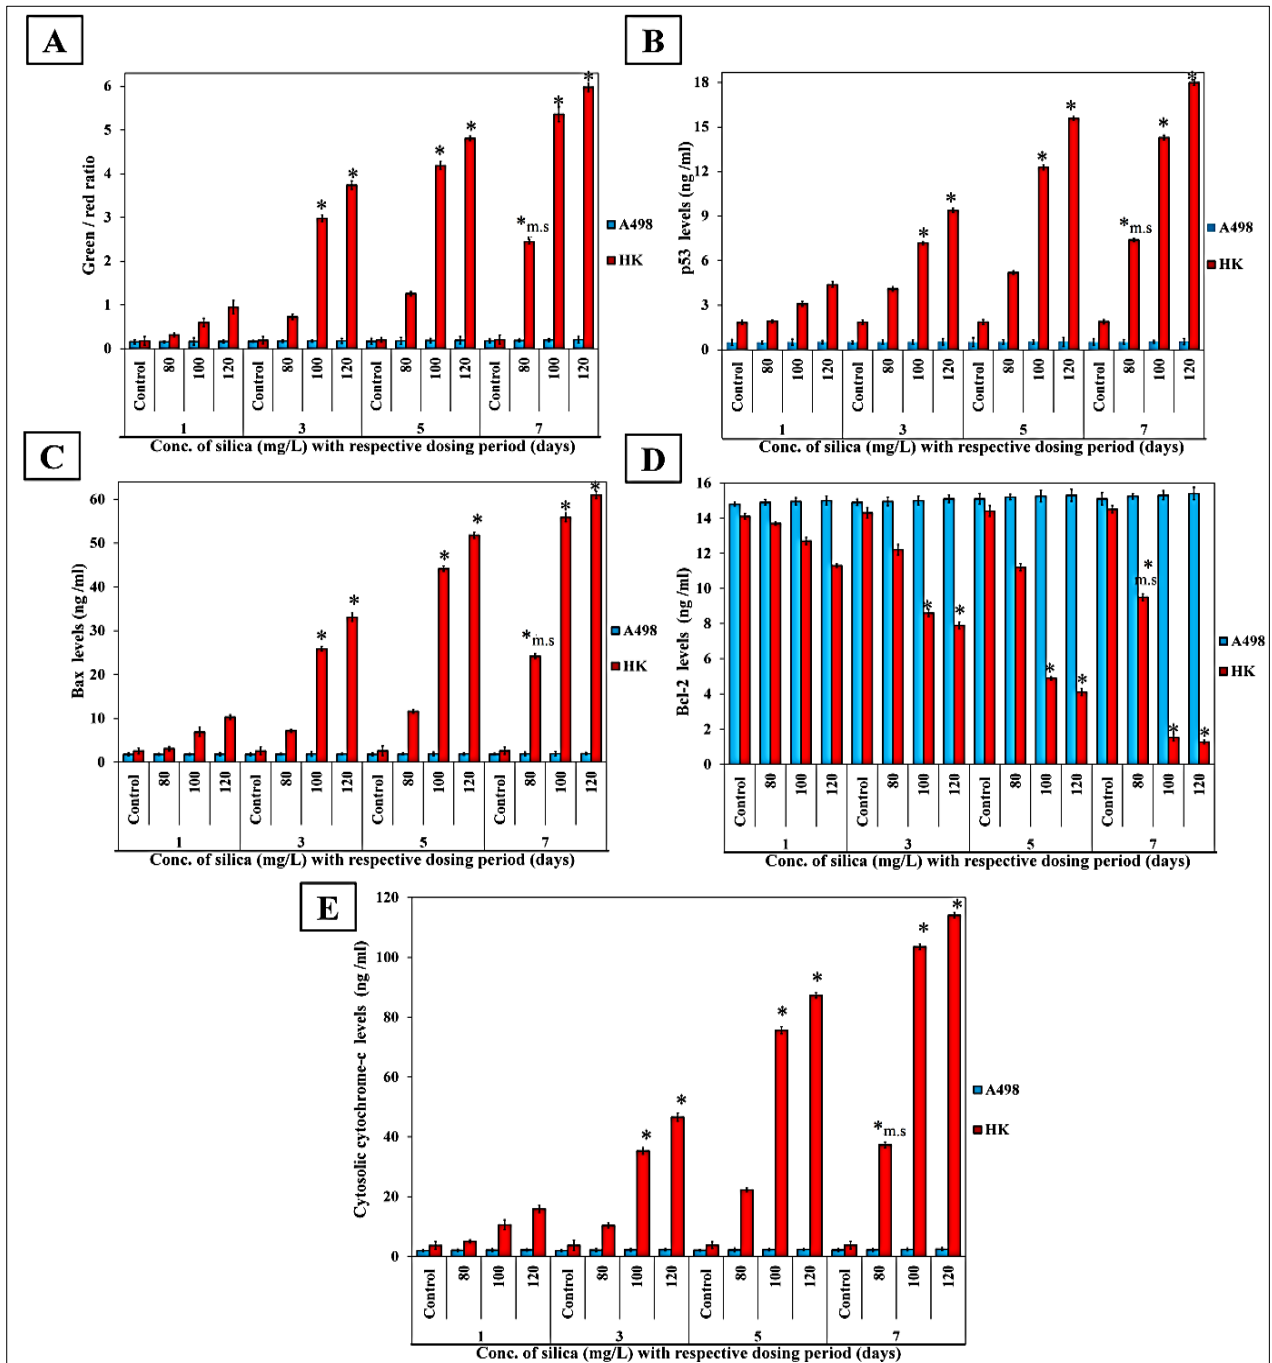 A
Green / red ratio
6
5
4
3
2
1
0
* * * * *m.s * *
A498
HK
Control 80 100 120 Control 80 100 120 Control 80 100 120 Control 80 100 120
1 3 5 7
Conc. of silica (mg/L) with respective dosing period (days)
B
p53 levels (ng /ml)
18
15
12
9
6
3
0
* * * * *m.s * *
A498
HK
Control 80 100 120 Control 80 100 120 Control 80 100 120 Control 80 100 120
1 3 5 7
Conc. of silica (mg/L) with respective dosing period (days)
C
Bax levels (ng /ml)
60
50
40
30
20
10
0
* * * * *m.s * *
A498
HK
Control 80 100 120 Control 80 100 120 Control 80 100 120 Control 80 100 120
1 3 5 7
Conc. of silica (mg/L) with respective dosing period (days)
D
Bcl-2 levels (ng /ml)
16
14
12
10
8
6
4
2
0
* * * * * m.s * *
A498
HK
Control 80 100 120 Control 80 100 120 Control 80 100 120 Control 80 100 120
1 3 5 7
Conc. of silica (mg/L) with respective dosing period (days)
E
Cytosolic cytochrome-c levels (ng /ml)
120
100
80
60
40
20
0
* * * * *m.s * *
A498
HK
Control 80 100 120 Control 80 100 120 Control 80 100 120 Control 80 100 120
1 3 5 7
Conc. of silica (mg/L) with respective dosing period (days)